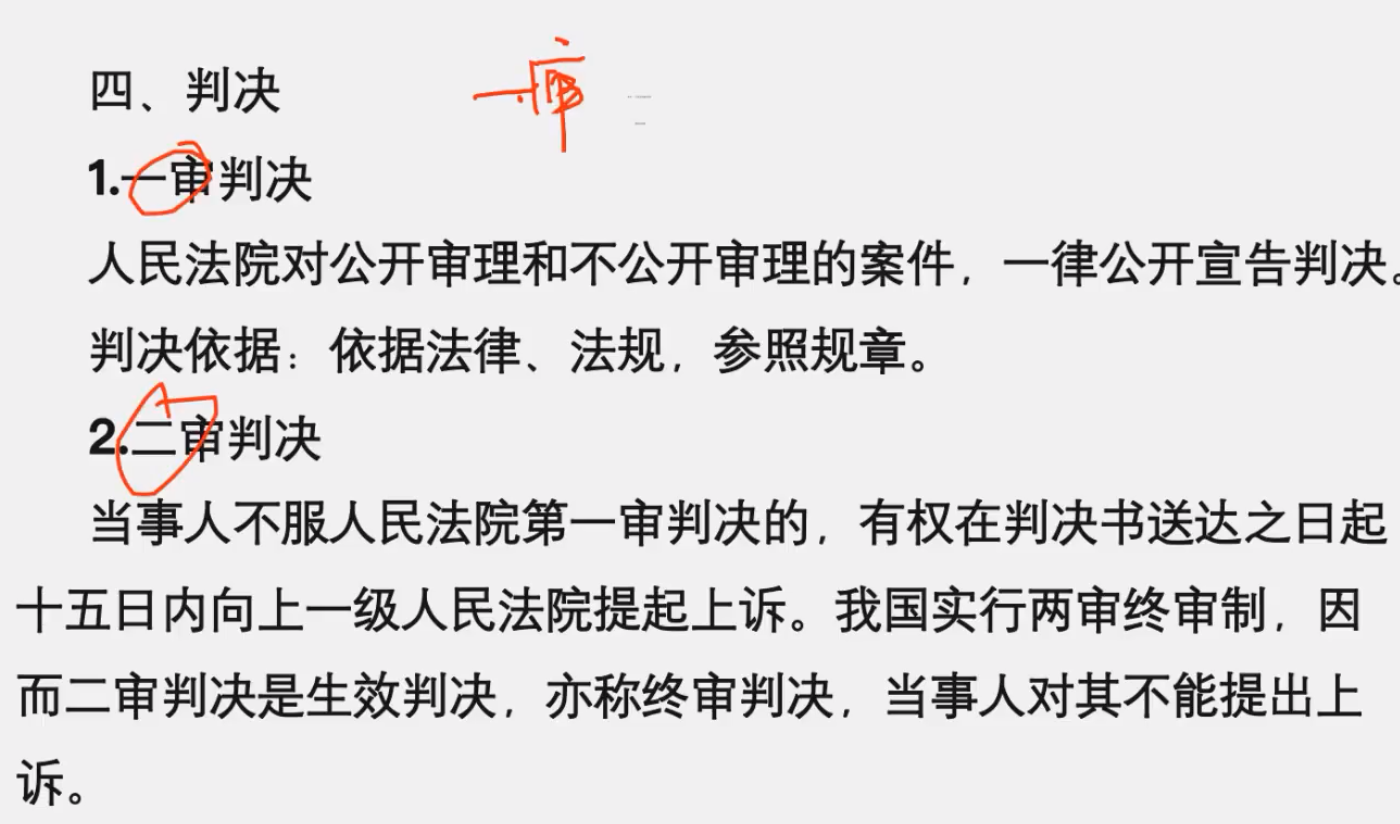 四、判决
一审
1.一审判决
人民法院对公开审理和不公开审理的案件，一律公开宣告判决。
判决依据：依据法律、法规，参照规章。
2.二审判决
当事人不服人民法院第一审判决的，有权在判决书送达之日起
十五日内向上一级人民法院提起上诉。我国实行两审终审制，因
而二审判决是生效判决，亦称终审判决，当事人对其不能提出上
诉。